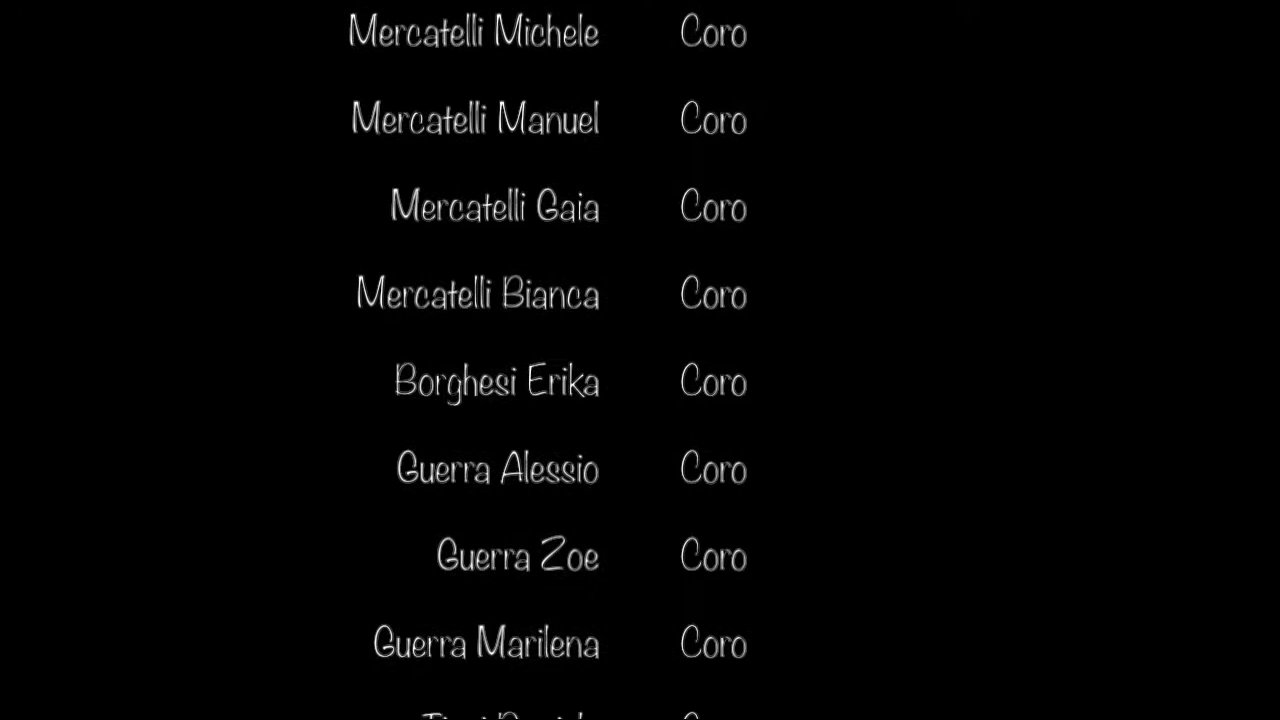 Mercatelli Michele Coro
Mercatelli Manuel Coro
Mercatelli Gaia Coro
Mercatelli Bianca Coro
Borghesi Erika Coro
Guerra Alessio Coro
Guerra Zoe Coro
Guerra Marilena Coro